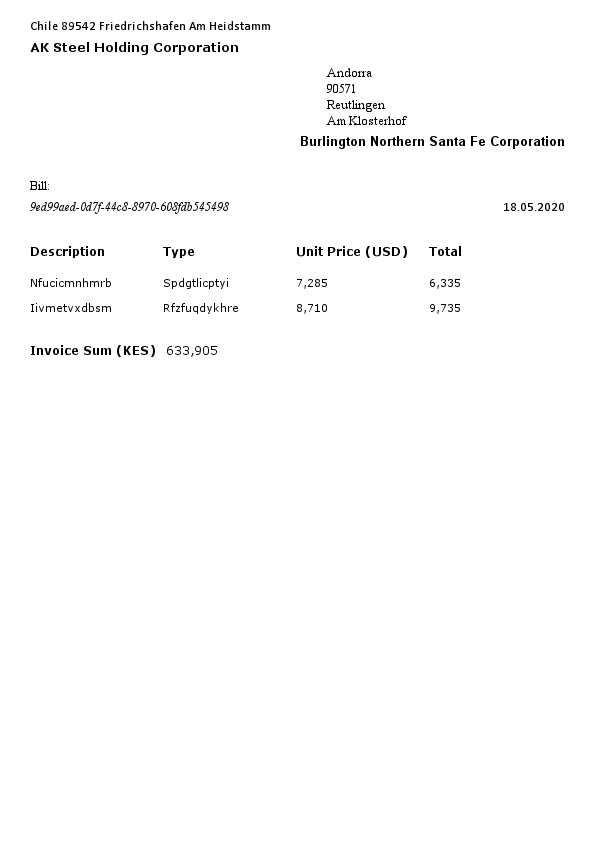 Chile 89542 Friedrichshafen Am Heidstamm
AK Steel Holding Corporation
Andorra
90571
Reutlingen
Am Klosterhof
Burlington Northern Santa Fe Corporation
Bill:
9ed99aed-0d7f-44c8-8970-608fdb545498 18.05.2020
Description Type Unit Price (USD) Total
Nfucicmnhmrb Spdgtlicptyi 7,285 6,335
Iivmetvxdbsm Rfzfuqdykhre 8,710 9,735
Invoice Sum (KES) 633,905